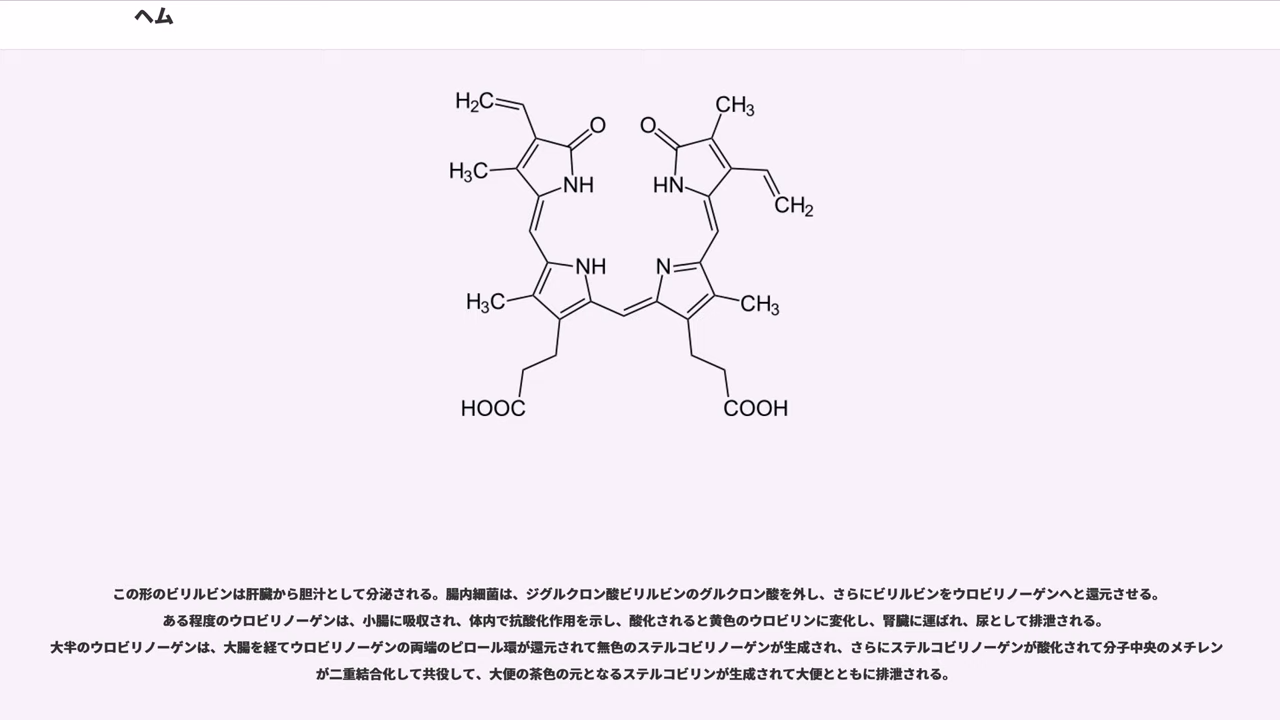 ヘム
H₂C
O
O
CH₃
H₃C
NH
HN
CH₂
NH
N
H₃C
CH₃
HOOC
COOH
この形のビリルビンは肝臓から胆汁として分泌される。腸内細菌は、ジグルクロン酸ビリルビンのグルクロン酸を外し、さらにビリルビンをウロビリノーゲンへと還元させる。
ある程度のウロビリノーゲンは、小腸に吸収され、体内で抗酸化作用を示し、酸化されると黄色のウロビリンに変化し、腎臓に運ばれ、尿として排泄される。
大半のウロビリノーゲンは、大腸を経てウロビリノーゲンの両端のピロール環が還元されて無色のステルコビリノーゲンが生成され、さらにステルコビリノーゲンが酸化されて分子中央のメチレン
が二重結合化して共役して、大便の茶色の元となるステルコビリンが生成されて大便とともに排泄される。